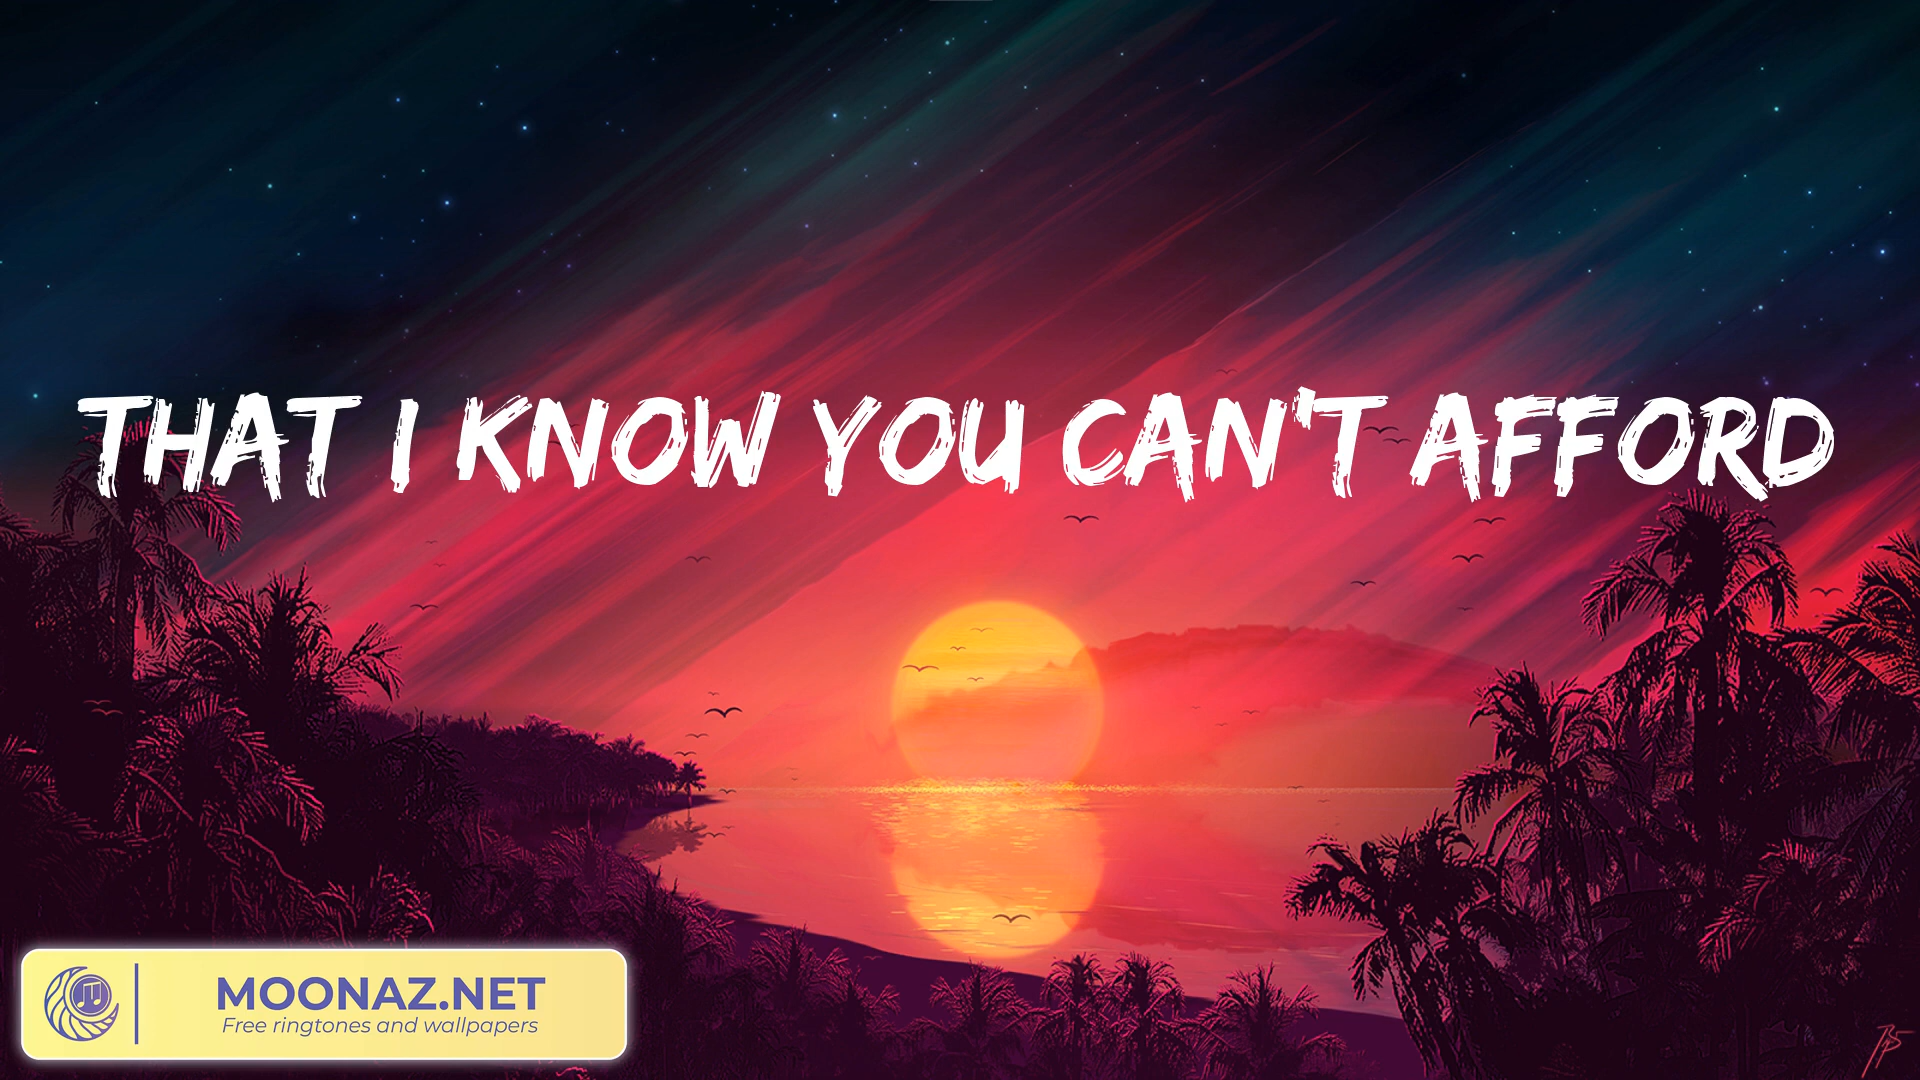 THAT I KNOW YOU CAN'T AFFORD
MOONAZ.NET
Free ringtones and wallpapers